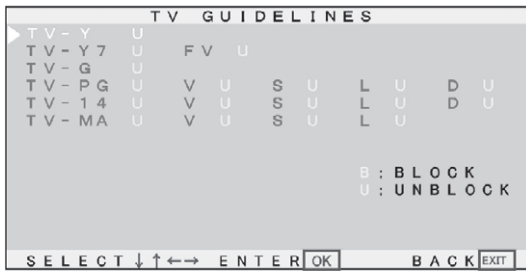 TV GUIDELINES
TV-Y U
TV-Y7 U FV U
TV-G U
TV-PG U V U S U L U D U
TV-14 U V U S U L U D U
TV-MA U V U S U L U
B : BLOCK
U : UNBLOCK
SELECT ↓↑←→ ENTER OK BACK EXIT